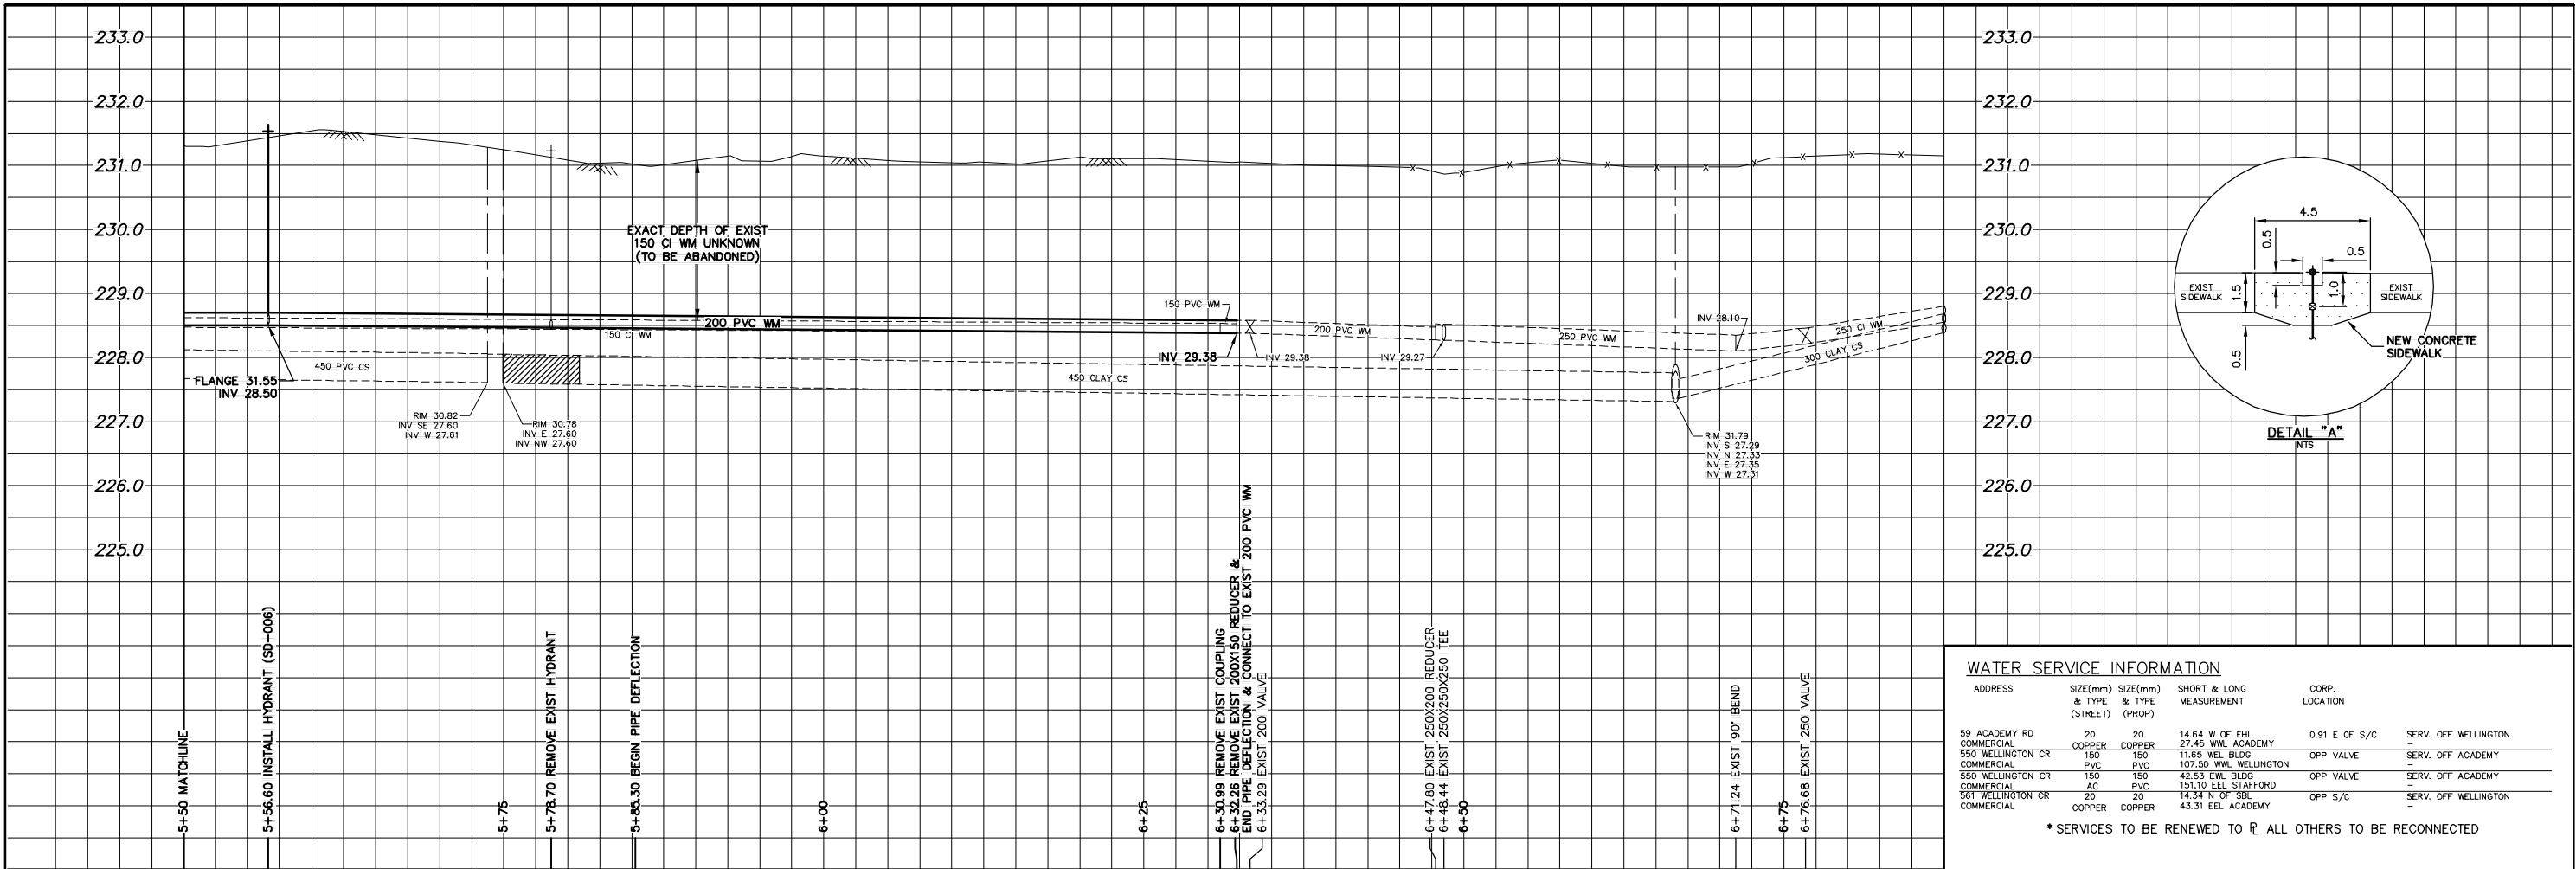 233.0
232.0
231.0
230.0
229.0
228.0
227.0
226.0
225.0
EXACT DEPTH OF EXIST
150 CI WM UNKNOWN
(TO BE ABANDONED)
150 PVC WM
200 PVC WM
150 CI WM
200 PVC WM
250 PVC WM
INV 28.10
250 CI WM
300 CLAY CS
INV 29.38
INV 29.38
INV 29.27
450 PVC CS
450 CLAY CS
FLANGE 31.55
INV 28.50
RIM 30.82
INV SE 27.60
INV W 27.61
RIM 30.78
INV E 27.60
INV NW 27.60
RIM 31.79
INV S 27.29
INV N 27.33
INV E 27.35
INV W 27.31
5+50 MATCHLINE
5+56.60 INSTALL HYDRANT (SD-006)
5+75
5+78.70 REMOVE EXIST HYDRANT
5+85.30 BEGIN PIPE DEFLECTION
6+00
6+25
6+30.99 REMOVE EXIST COUPLING
6+32.26 REMOVE EXIST 200X150 REDUCER &
END PIPE DEFLECTION & CONNECT TO EXIST 200 PVC WM
6+33.29 EXIST 200 VALVE
6+47.80 EXIST 250X200 REDUCER
6+48.44 EXIST 250X250X250 TEE
6+50
6+71.24 EXIST 90° BEND
6+75
6+76.68 EXIST 250 VALVE
233.0
232.0
231.0
230.0
229.0
228.0
227.0
226.0
225.0
4.5
0.5
0.5
1.5
1.0
0.5
EXIST
SIDEWALK
EXIST
SIDEWALK
NEW CONCRETE
SIDEWALK
DETAIL "A"
NTS
WATER SERVICE INFORMATION
ADDRESS SIZE(mm) SIZE(mm) SHORT & LONG CORP.
& TYPE & TYPE MEASUREMENT LOCATION
(STREET) (PROP)
59 ACADEMY RD 20 20 14.64 W OF EHL 0.91 E OF S/C SERV. OFF WELLINGTON
COMMERCIAL COPPER COPPER 27.45 WWL ACADEMY -
550 WELLINGTON CR 150 150 11.65 WEL BLDG OPP VALVE SERV. OFF ACADEMY
COMMERCIAL PVC PVC 107.50 WWL WELLINGTON -
550 WELLINGTON CR 150 150 42.53 EWL BLDG OPP VALVE SERV. OFF ACADEMY
COMMERCIAL AC PVC 151.10 EEL STAFFORD -
561 WELLINGTON CR 20 20 14.34 N OF SBL OPP S/C SERV. OFF WELLINGTON
COMMERCIAL COPPER COPPER 43.31 EEL ACADEMY -
* SERVICES TO BE RENEWED TO ℄ ALL OTHERS TO BE RECONNECTED